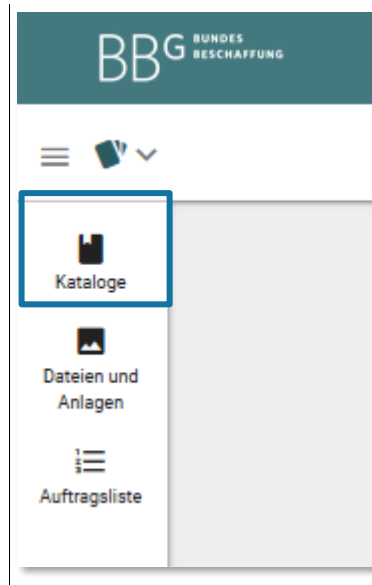 BBG BUNDES
BESCHAFFUNG
Kataloge
Dateien und
Anlagen
Auftragsliste